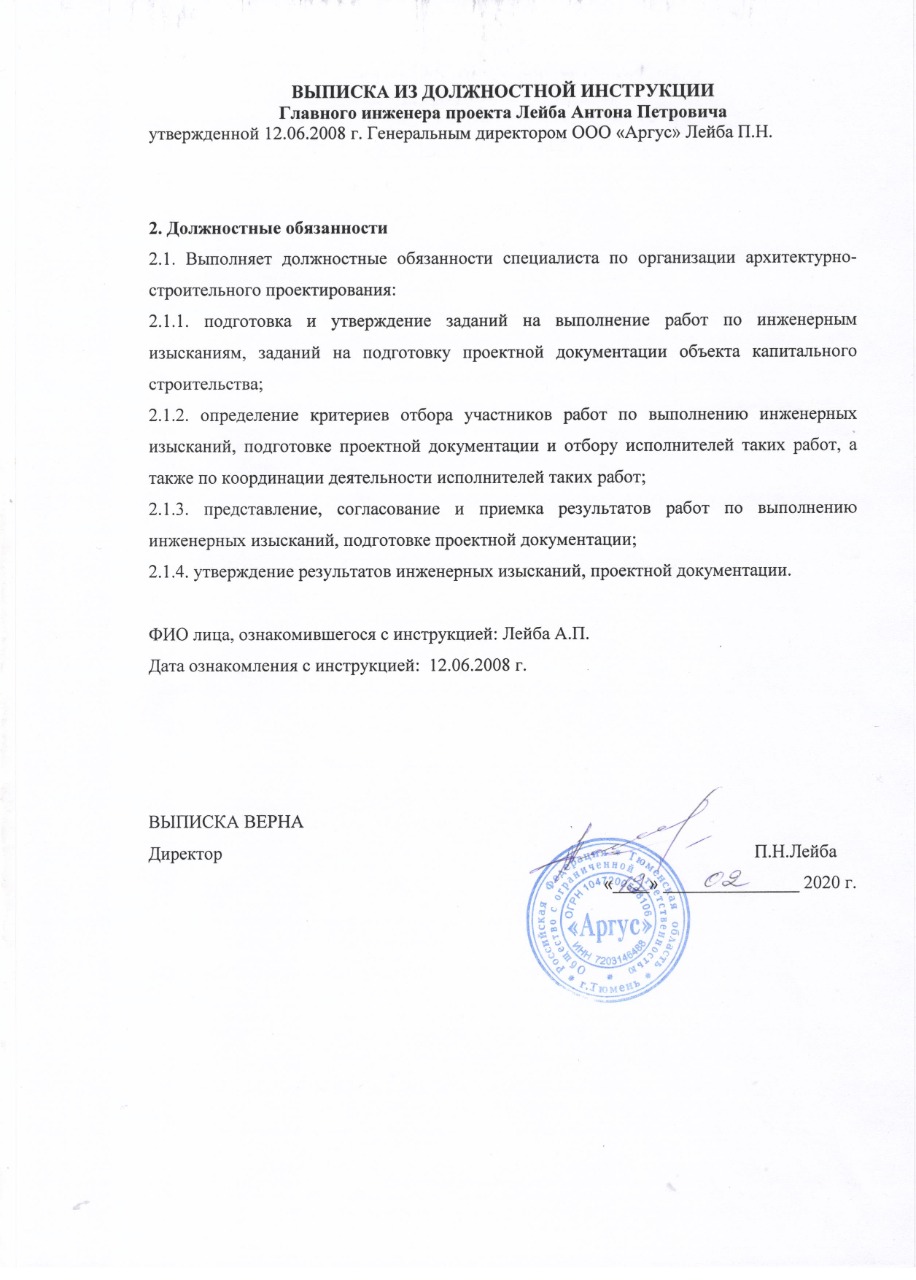 ВЫПИСКА ИЗ ДОЛЖНОСТНОЙ ИНСТРУКЦИИ
Главного инженера проекта Лейба Антона Петровича
утвержденной 12.06.2008 г. Генеральным директором ООО «Аргус» Лейба П.Н.
2. Должностные обязанности
2.1. Выполняет должностные обязанности специалиста по организации архитектурно-
строительного проектирования:
2.1.1. подготовка и утверждение заданий на выполнение работ по инженерным
изысканиям, заданий на подготовку проектной документации объекта капитального
строительства;
2.1.2. определение критериев отбора участников работ по выполнению инженерных
изысканий, подготовке проектной документации и отбору исполнителей таких работ, а
также по координации деятельности исполнителей таких работ;
2.1.3. представление, согласование и приемка результатов работ по выполнению
инженерных изысканий, подготовке проектной документации;
2.1.4. утверждение результатов инженерных изысканий, проектной документации.
ФИО лица, ознакомившегося с инструкцией: Лейба А.П.
Дата ознакомления с инструкцией: 12.06.2008 г.
ВЫПИСКА ВЕРНА
Директор П.Н.Лейба
« » 02 2020 г.
Российская Федерация * Тюменская область * г.Тюмень *
Общество с ограниченной ответственностью
ОГРН
«Аргус»
ИНН 7203146488